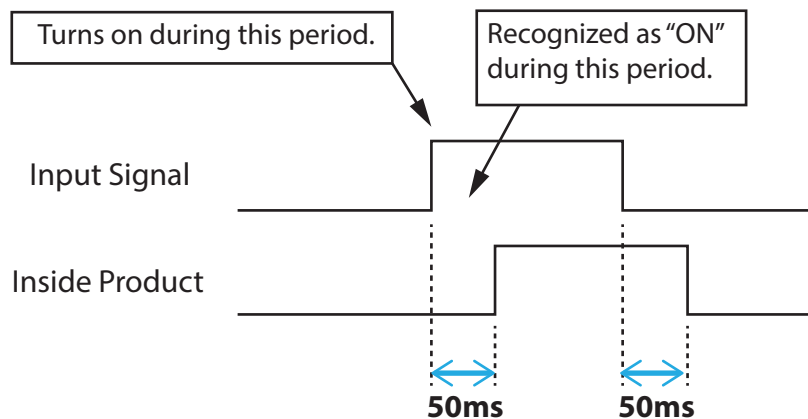 Turns on during this period.
Recognized as “ON”
during this period.
Input Signal
Inside Product
50ms
50ms